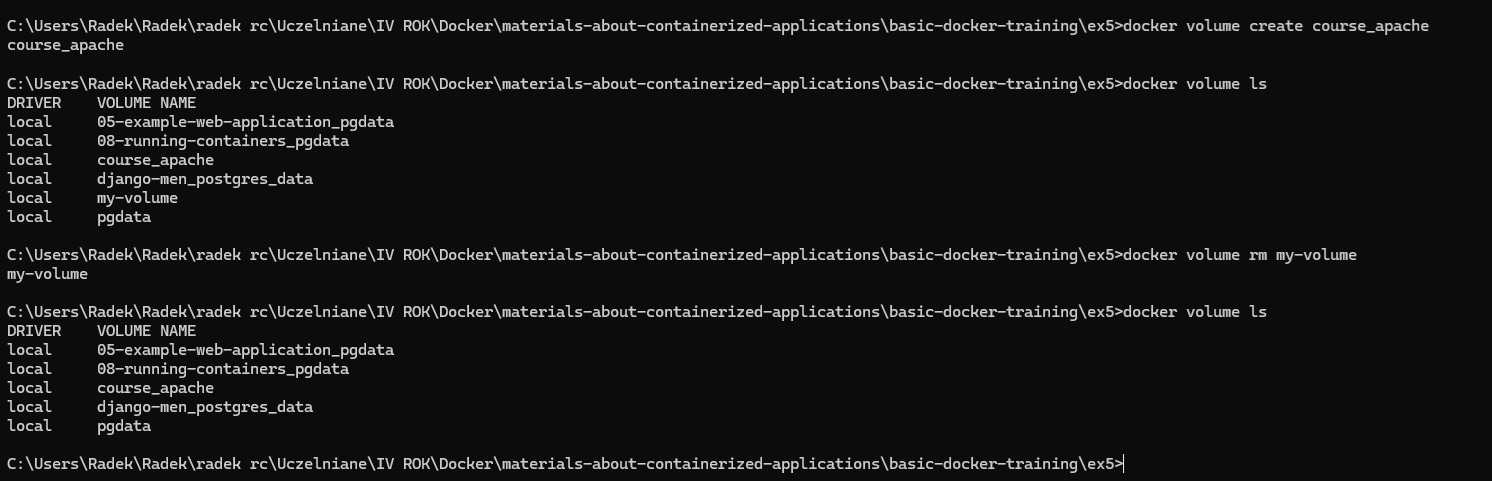 C:\Users\Radek\Radek\radek rc\Uczelniane\IV ROK\Docker\materials-about-containerized-applications\basic-docker-training\ex5>docker volume create course_apache
course_apache
C:\Users\Radek\Radek\radek rc\Uczelniane\IV ROK\Docker\materials-about-containerized-applications\basic-docker-training\ex5>docker volume ls
DRIVER    VOLUME NAME
local     05-example-web-application_pgdata
local     08-running-containers_pgdata
local     course_apache
local     django-men_postgres_data
local     my-volume
local     pgdata
C:\Users\Radek\Radek\radek rc\Uczelniane\IV ROK\Docker\materials-about-containerized-applications\basic-docker-training\ex5>docker volume rm my-volume
my-volume
C:\Users\Radek\Radek\radek rc\Uczelniane\IV ROK\Docker\materials-about-containerized-applications\basic-docker-training\ex5>docker volume ls
DRIVER    VOLUME NAME
local     05-example-web-application_pgdata
local     08-running-containers_pgdata
local     course_apache
local     django-men_postgres_data
local     pgdata
C:\Users\Radek\Radek\radek rc\Uczelniane\IV ROK\Docker\materials-about-containerized-applications\basic-docker-training\ex5>